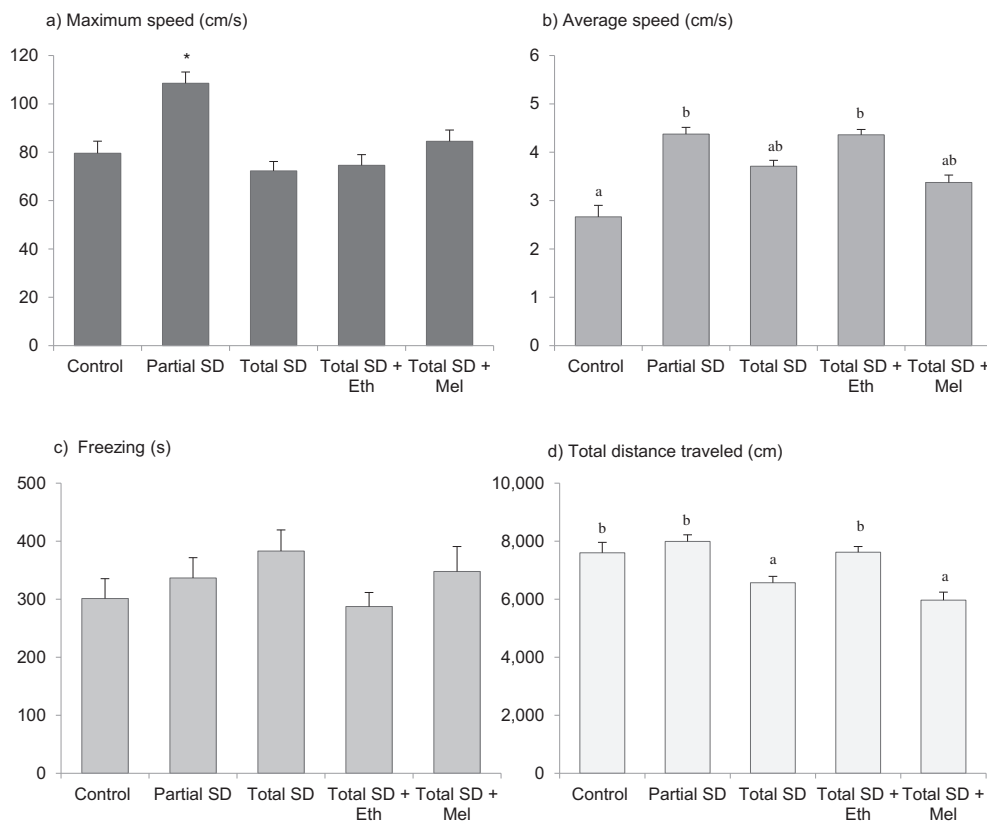 a) Maximum speed (cm/s)
120
100
80
60
40
20
0
*
Control
Partial SD
Total SD
Total SD +
Eth
Total SD +
Mel
b) Average speed (cm/s)
6
5
4
3
2
1
0
a
b
ab
b
ab
Control
Partial SD
Total SD
Total SD +
Eth
Total SD +
Mel
c) Freezing (s)
500
400
300
200
100
0
Control
Partial SD
Total SD
Total SD +
Eth
Total SD +
Mel
d) Total distance traveled (cm)
10,000
8,000
6,000
4,000
2,000
0
b
b
a
b
a
Control
Partial SD
Total SD
Total SD +
Eth
Total SD +
Mel